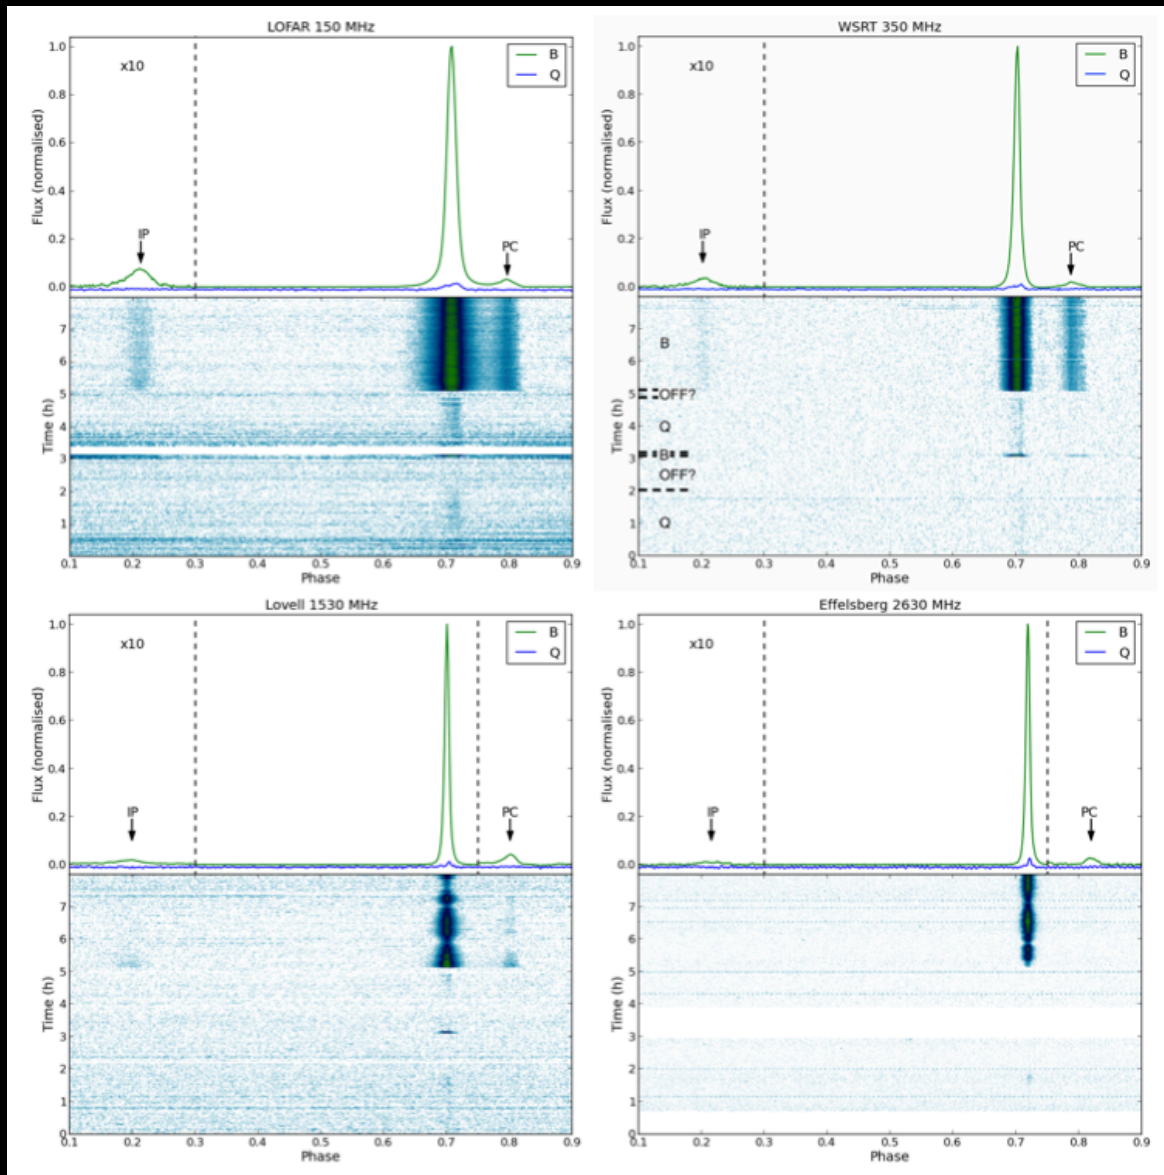 LOFAR 150 MHz
x10
B
Q
IP
PC
Flux (normalised)
1.0
0.8
0.6
0.4
0.2
0.0
Time (h)
7
6
5
4
3
2
1
0
0.1 0.2 0.3 0.4 0.5 0.6 0.7 0.8 0.9
Phase
WSRT 350 MHz
x10
B
Q
IP
PC
Flux (normalised)
1.0
0.8
0.6
0.4
0.2
0.0
Time (h)
7
6
5
4
3
2
1
0
B
OFF?
Q
B
OFF?
Q
0.1 0.2 0.3 0.4 0.5 0.6 0.7 0.8 0.9
Phase
Lovell 1530 MHz
x10
B
Q
IP
PC
Flux (normalised)
1.0
0.8
0.6
0.4
0.2
0.0
Time (h)
7
6
5
4
3
2
1
0
0.1 0.2 0.3 0.4 0.5 0.6 0.7 0.8 0.9
Phase
Effelsberg 2630 MHz
x10
B
Q
IP
PC
Flux (normalised)
1.0
0.8
0.6
0.4
0.2
0.0
Time (h)
7
6
5
4
3
2
1
0
0.1 0.2 0.3 0.4 0.5 0.6 0.7 0.8 0.9
Phase